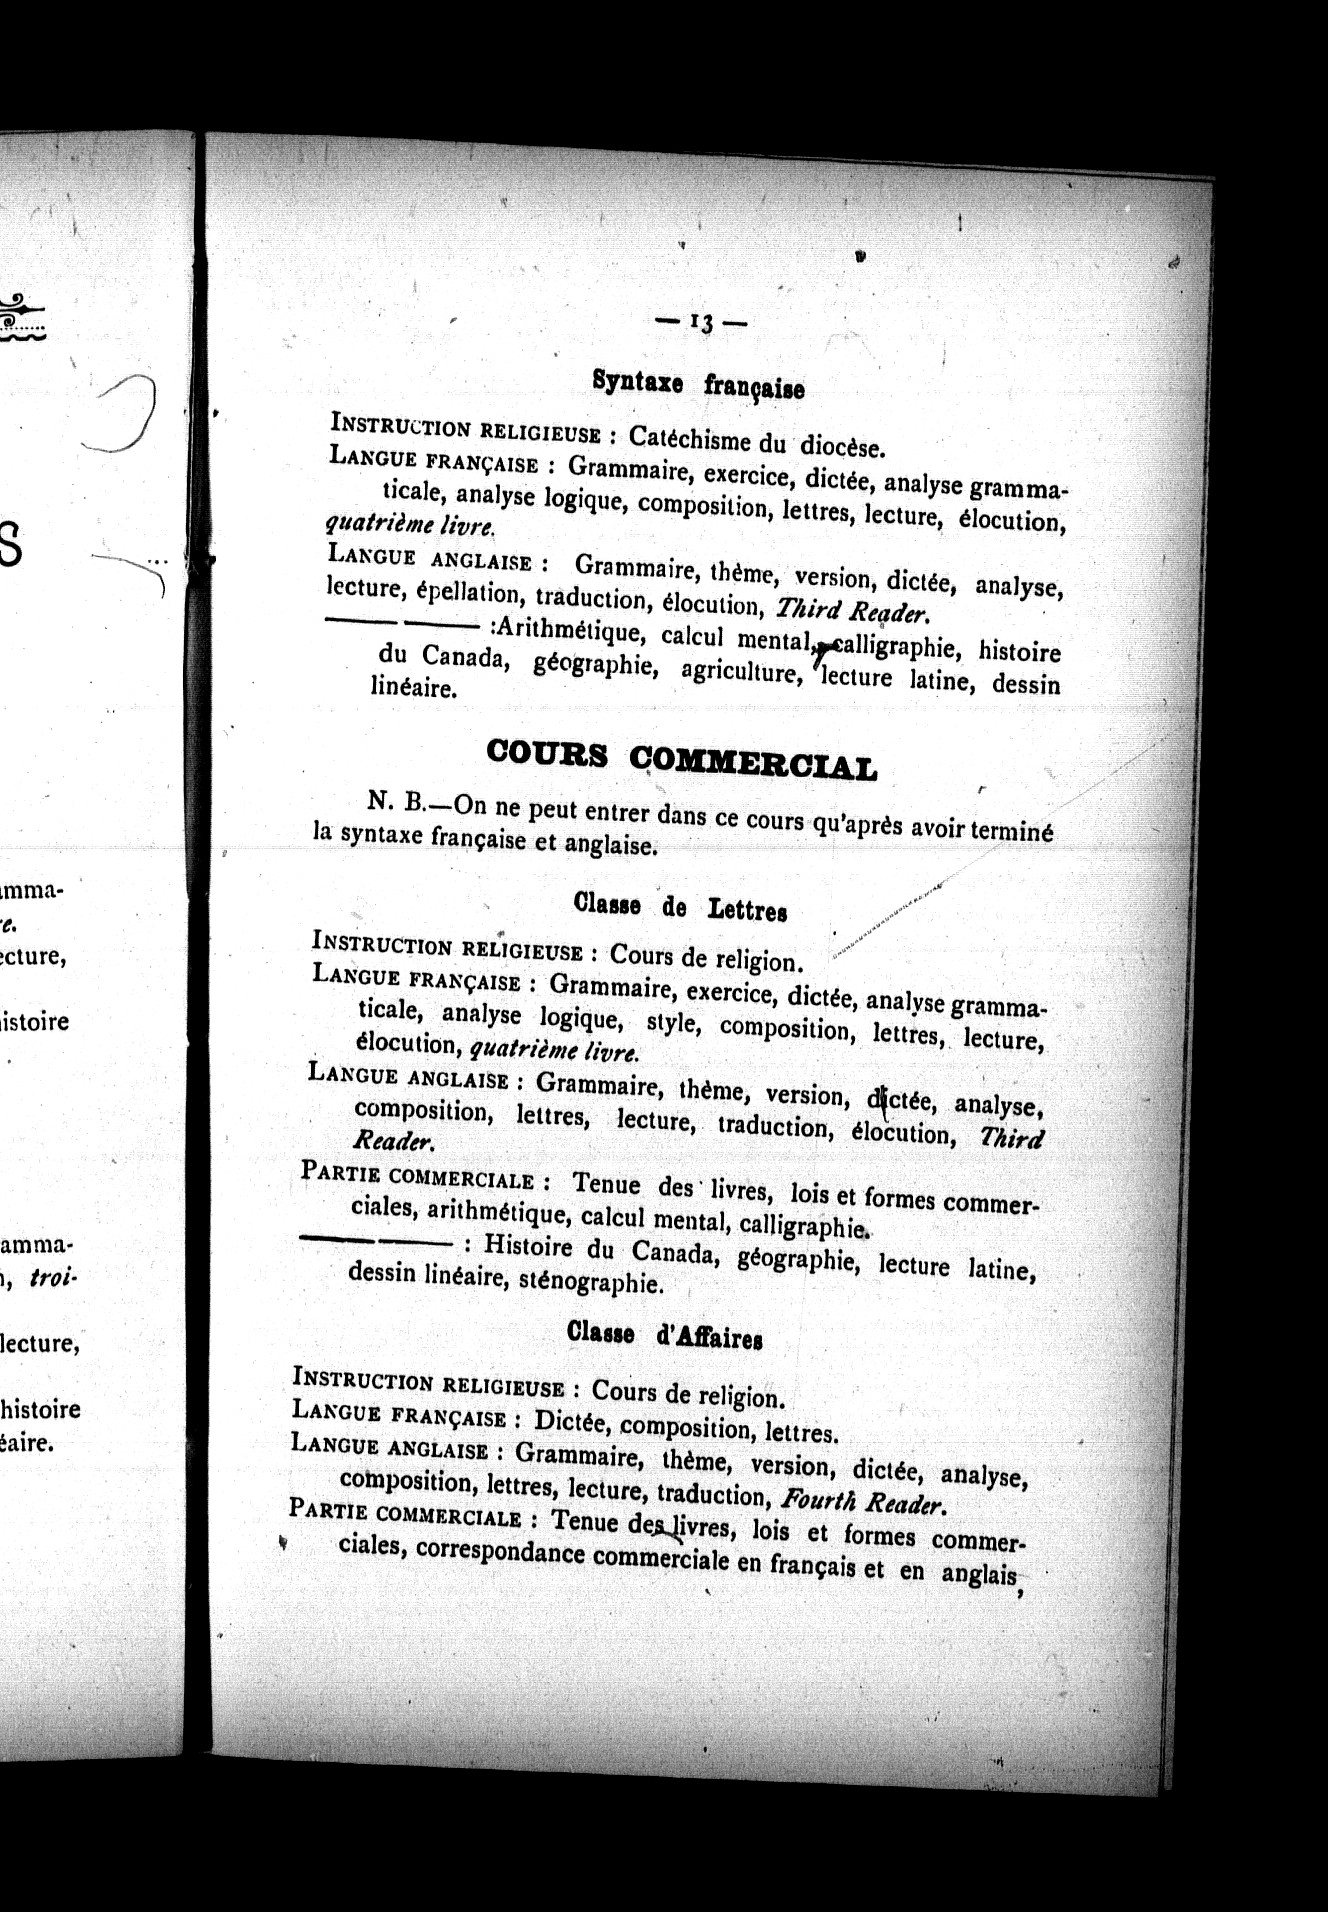 S
...
amma-
re.
ecture,
histoire
amma-
n, troi-
lecture,
histoire
éaire.
— 13 —
Syntaxe française
INSTRUCTION RELIGIEUSE : Catéchisme du diocèse.
LANGUE FRANÇAISE : Grammaire, exercice, dictée, analyse gramma-
ticale, analyse logique, composition, lettres, lecture, élocution,
quatrième livre.
LANGUE ANGLAISE : Grammaire, thème, version, dictée, analyse,
lecture, épellation, traduction, élocution, Third Reader.
——— ——— :Arithmétique, calcul mental, calligraphie, histoire
du Canada, géographie, agriculture, lecture latine, dessin
linéaire.
COURS COMMERCIAL
N. B.—On ne peut entrer dans ce cours qu'après avoir terminé
la syntaxe française et anglaise.
Classe de Lettres
INSTRUCTION RELIGIEUSE : Cours de religion.
LANGUE FRANÇAISE : Grammaire, exercice, dictée, analyse gramma-
ticale, analyse logique, style, composition, lettres, lecture,
élocution, quatrième livre.
LANGUE ANGLAISE : Grammaire, thème, version, dictée, analyse,
composition, lettres, lecture, traduction, élocution, Third
Reader.
PARTIE COMMERCIALE : Tenue des livres, lois et formes commer-
ciales, arithmétique, calcul mental, calligraphie.
——— ——— : Histoire du Canada, géographie, lecture latine,
dessin linéaire, sténographie.
Classe d'Affaires
INSTRUCTION RELIGIEUSE : Cours de religion.
LANGUE FRANÇAISE : Dictée, composition, lettres.
LANGUE ANGLAISE : Grammaire, thème, version, dictée, analyse,
composition, lettres, lecture, traduction, Fourth Reader.
PARTIE COMMERCIALE : Tenue des livres, lois et formes commer-
ciales, correspondance commerciale en français et en anglais,